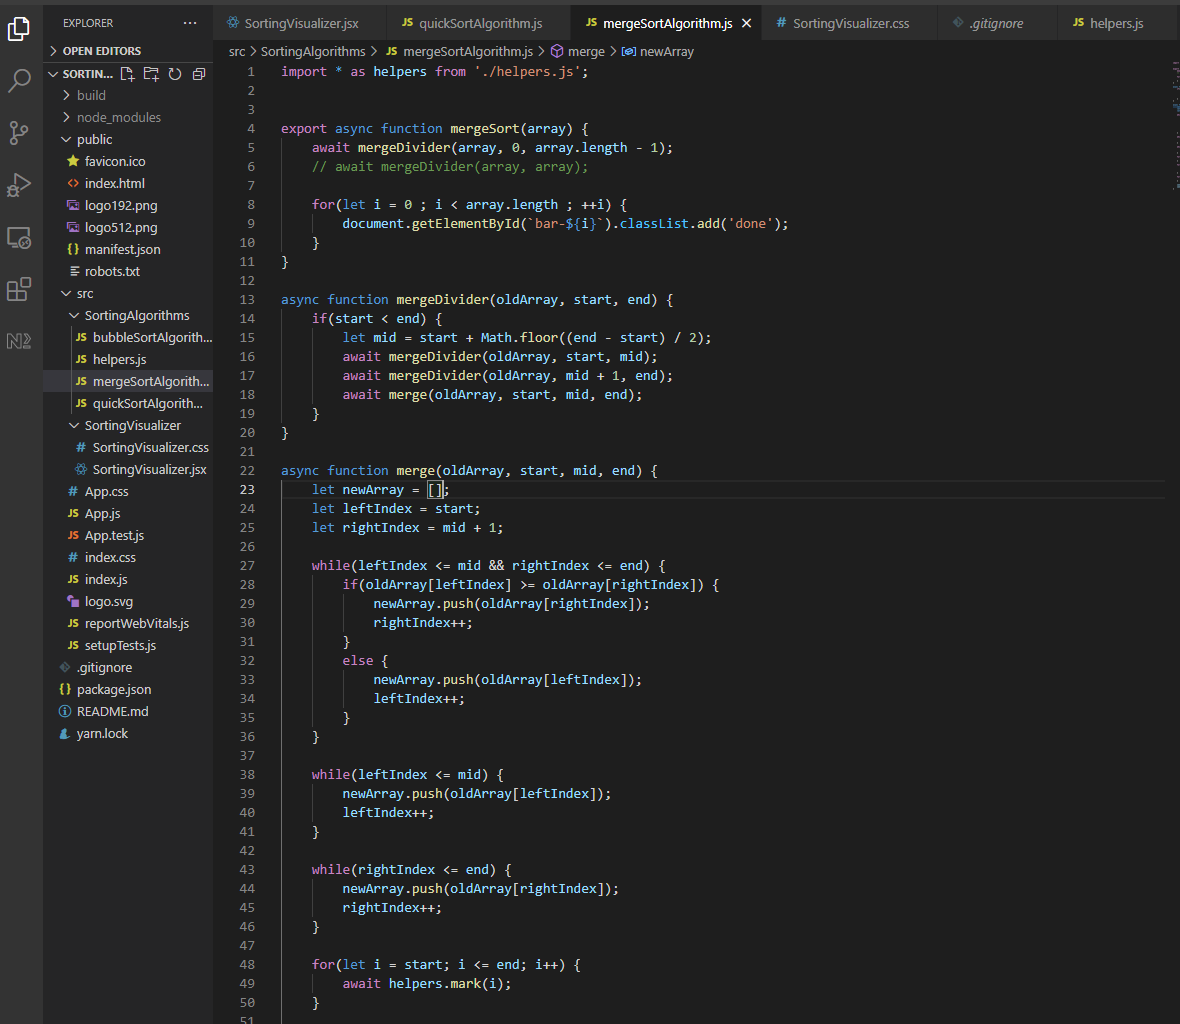 EXPLORER ...
OPEN EDITORS
SORTIN...
build
node_modules
public
favicon.ico
index.html
logo192.png
logo512.png
manifest.json
robots.txt
src
SortingAlgorithms
JS bubbleSortAlgorith...
JS helpers.js
JS mergeSortAlgorith...
JS quickSortAlgorith...
SortingVisualizer
# SortingVisualizer.css
SortingVisualizer.jsx
# App.css
JS App.js
JS App.test.js
# index.css
JS index.js
logo.svg
JS reportWebVitals.js
JS setupTests.js
.gitignore
{} package.json
README.md
yarn.lock
SortingVisualizer.jsx JS quickSortAlgorithm.js JS mergeSortAlgorithm.js × # SortingVisualizer.css .gitignore JS helpers.js
src > SortingAlgorithms > JS mergeSortAlgorithm.js > merge > newArray
1 import * as helpers from './helpers.js';
2
3
4 export async function mergeSort(array) {
5     await mergeDivider(array, 0, array.length - 1);
6     // await mergeDivider(array, array);
7
8     for(let i = 0 ; i < array.length ; ++i) {
9         document.getElementById(`bar-${i}`).classList.add('done');
10     }
11 }
12
13 async function mergeDivider(oldArray, start, end) {
14     if(start < end) {
15         let mid = start + Math.floor((end - start) / 2);
16         await mergeDivider(oldArray, start, mid);
17         await mergeDivider(oldArray, mid + 1, end);
18         await merge(oldArray, start, mid, end);
19     }
20 }
21
22 async function merge(oldArray, start, mid, end) {
23     let newArray = [];
24     let leftIndex = start;
25     let rightIndex = mid + 1;
26
27     while(leftIndex <= mid && rightIndex <= end) {
28         if(oldArray[leftIndex] >= oldArray[rightIndex]) {
29             newArray.push(oldArray[rightIndex]);
30             rightIndex++;
31         }
32         else {
33             newArray.push(oldArray[leftIndex]);
34             leftIndex++;
35         }
36     }
37
38     while(leftIndex <= mid) {
39         newArray.push(oldArray[leftIndex]);
40         leftIndex++;
41     }
42
43     while(rightIndex <= end) {
44         newArray.push(oldArray[rightIndex]);
45         rightIndex++;
46     }
47
48     for(let i = start; i <= end; i++) {
49         await helpers.mark(i);
50     }
51